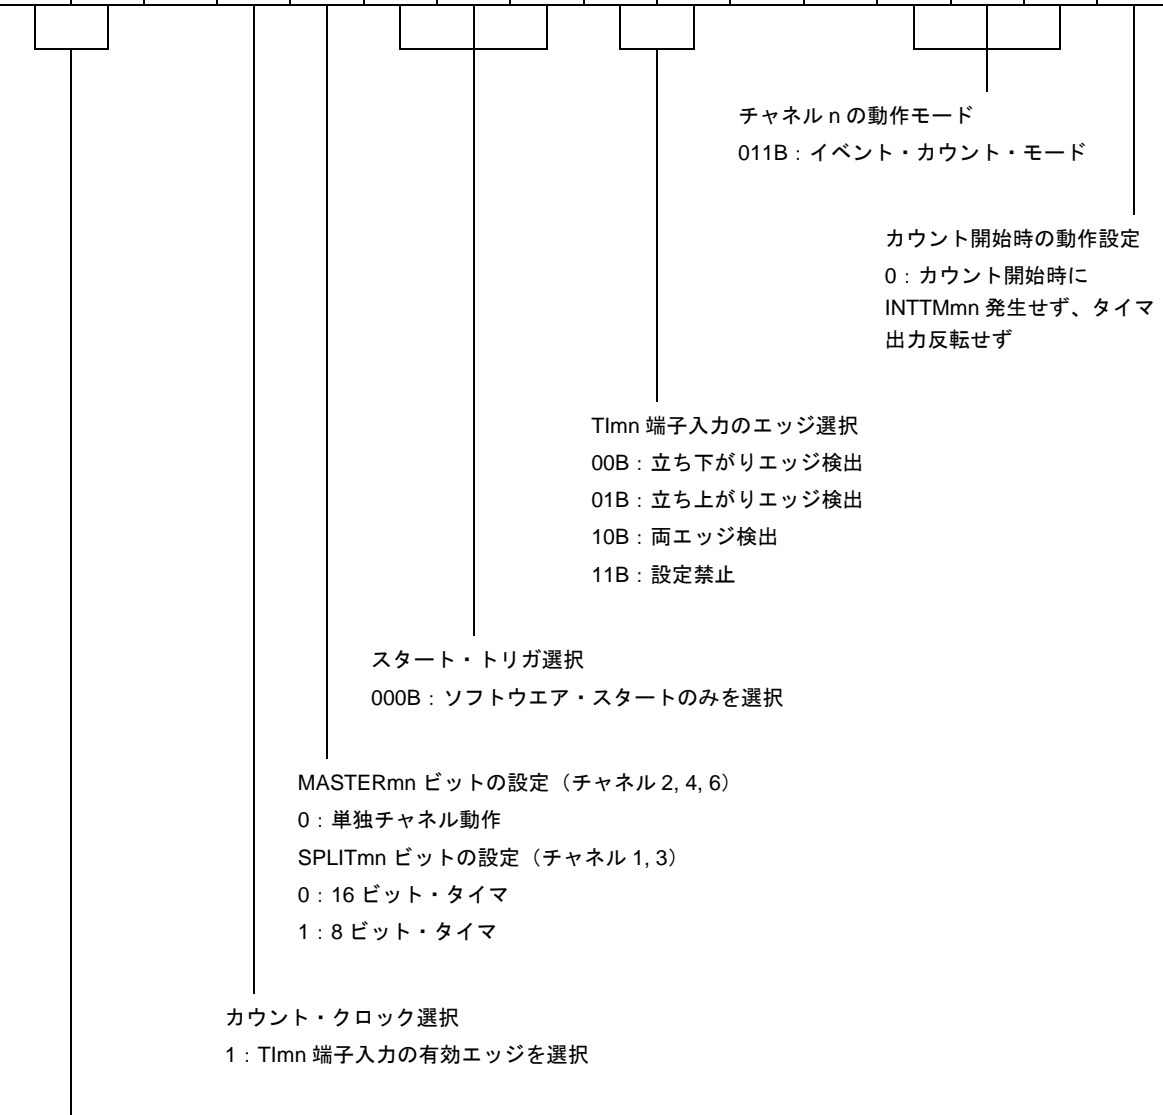 チャネル n の動作モード
011B：イベント・カウント・モード
カウント開始時の動作設定
0：カウント開始時に
INTTMmn 発生せず、タイマ
出力反転せず
TImn 端子入力のエッジ選択
00B：立ち下がりエッジ検出
01B：立ち上がりエッジ検出
10B：両エッジ検出
11B：設定禁止
スタート・トリガ選択
000B：ソフトウエア・スタートのみを選択
MASTERmn ビットの設定（チャネル 2, 4, 6）
0：単独チャネル動作
SPLITmn ビットの設定（チャネル 1, 3）
0：16 ビット・タイマ
1：8 ビット・タイマ
カウント・クロック選択
1：TImn 端子入力の有効エッジを選択